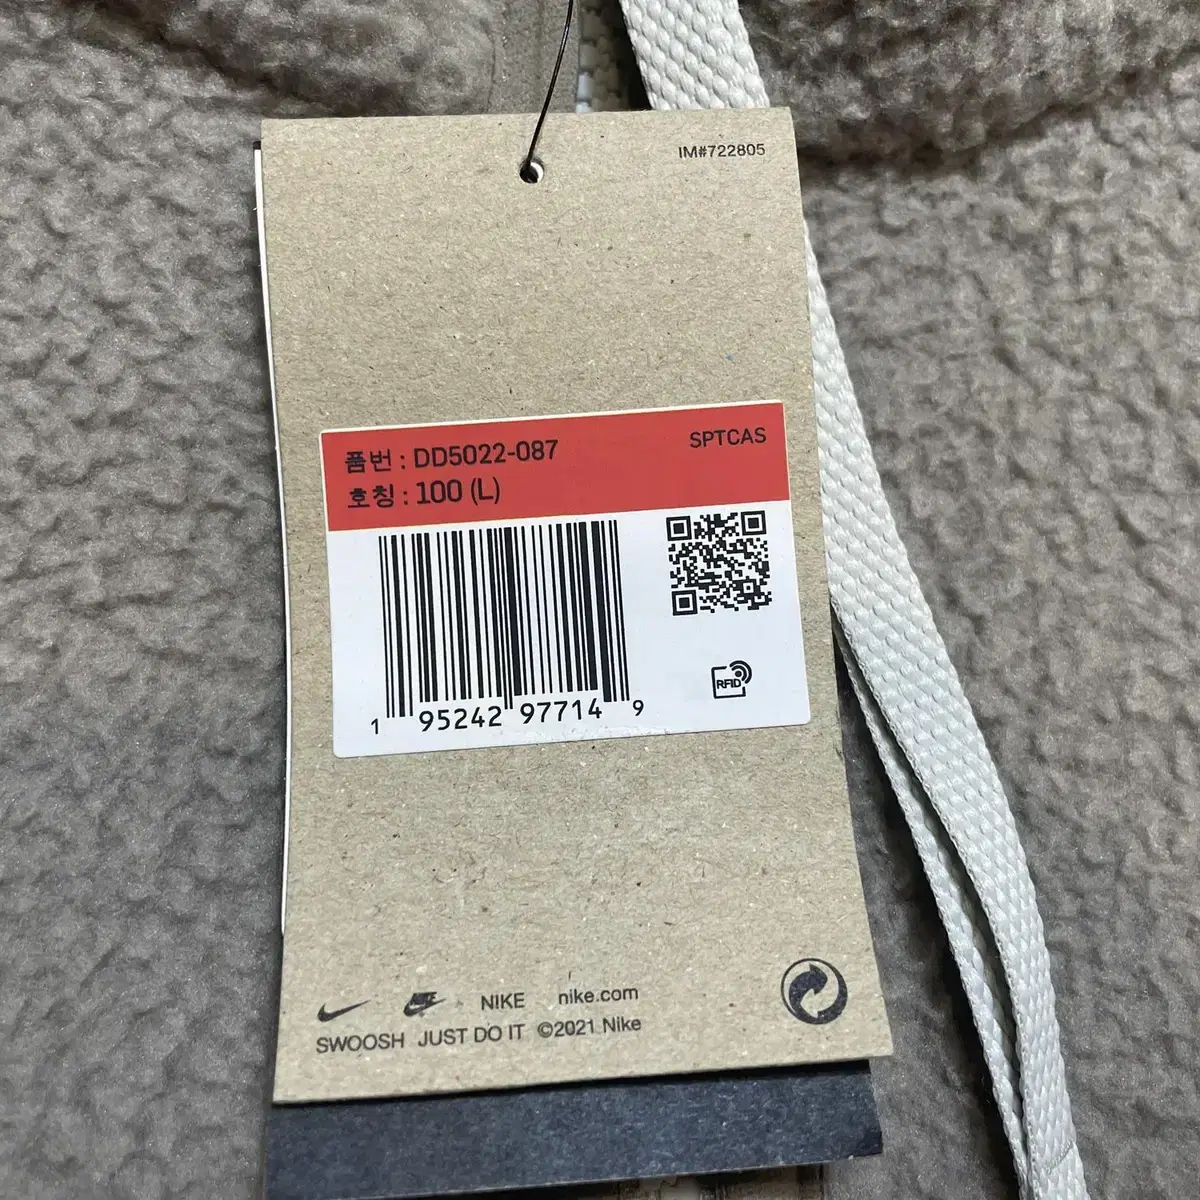 IM#722805
품번 : DD5022-087
SPTCAS
호칭 : 100 (L)
1 95242 97714 9
RFID
NIKE nike.com
SWOOSH JUST DO IT ©2021 Nike